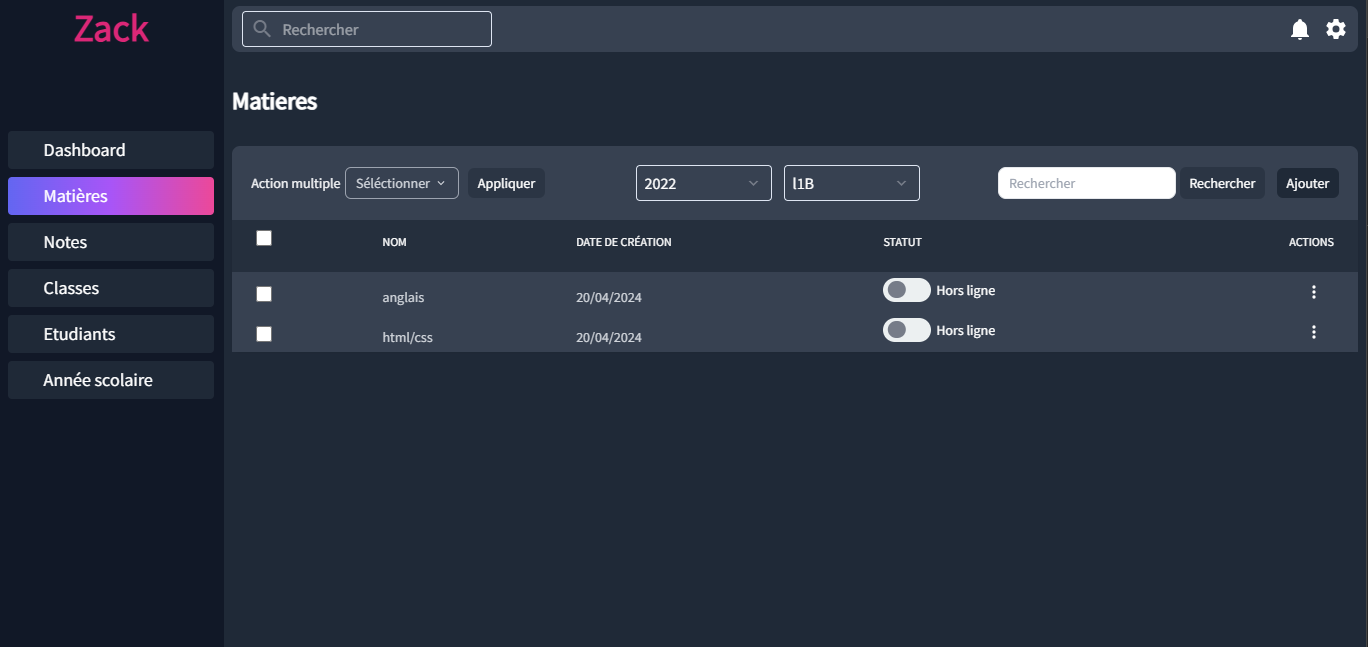 Zack
Rechercher
Matieres
Dashboard
Matières
Notes
Classes
Etudiants
Année scolaire
Action multiple Séléctionner Appliquer 2022 l1B Rechercher Rechercher Ajouter
NOM DATE DE CRÉATION STATUT ACTIONS
anglais 20/04/2024 Hors ligne
html/css 20/04/2024 Hors ligne